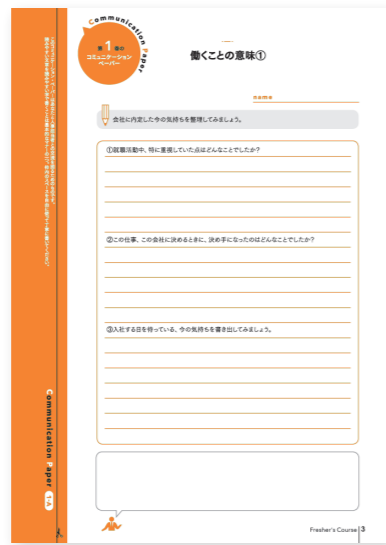 Communication Paper
第1巻の
コミュニケーション
ペーパー
働くことの意味①
name
会社に内定した今の気持ちを整理してみましょう。
①就職活動中、特に重視していた点はどんなことでしたか？
②この仕事、この会社に決めるときに、決め手になったのはどんなことでしたか？
③入社する日を待っている、今の気持ちを書き出してみましょう。
Communication Paper 1-A
Fresher's Course 3